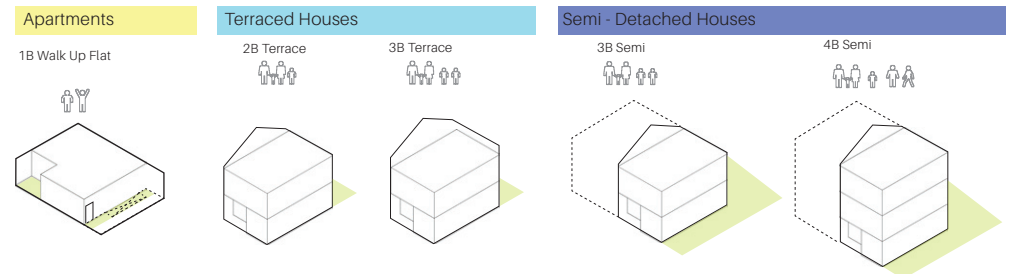 Apartments
Terraced Houses
Semi - Detached Houses
1B Walk Up Flat
2B Terrace
3B Terrace
3B Semi
4B Semi